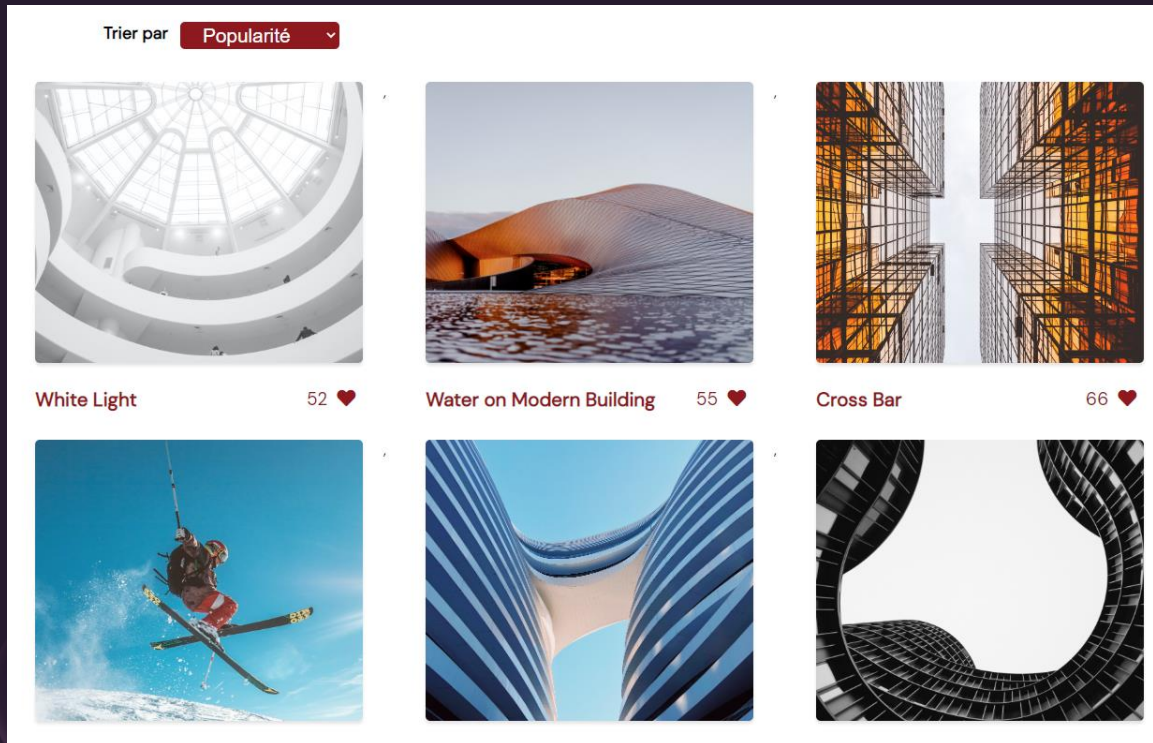 Trier par Popularité
, ,
White Light 52 Water on Modern Building 55 Cross Bar 66
, ,